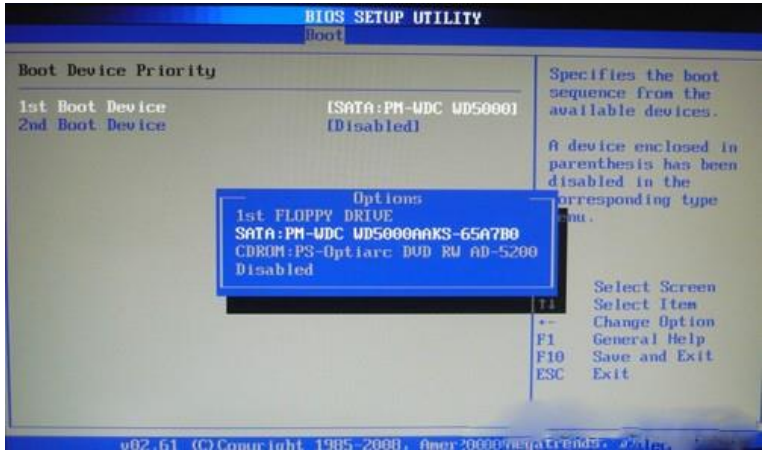 BIOS SETUP UTILITY
Boot
Boot Device Priority
1st Boot Device [SATA:PM-WDC WD5000]
2nd Boot Device [Disabled]
Options
1st FLOPPY DRIVE
SATA:PM-WDC WD5000AAKS-65A7B0
CDROM:PS-Optiarc DVD RW AD-5200
Disabled
Specifies the boot
sequence from the
available devices.
A device enclosed in
parenthesis has been
disabled in the
orresponding type
enu.
Select Screen
↑↓ Select Item
+- Change Option
F1 General Help
F10 Save and Exit
ESC Exit
v02.61 (C)Copyright 1985-2008, Amer